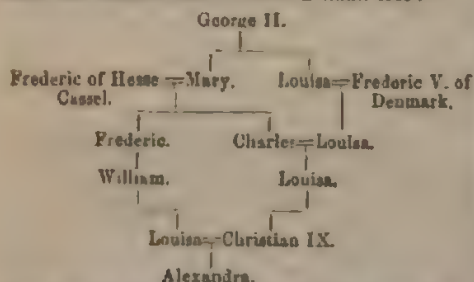 George II.
Frederic of Hesse = Mary. Louisa = Frederic V. of
Cassel. Denmark.
Frederic. Charles = Louisa.
William. Louisa.
Louisa = Christian IX.
Alexandra.